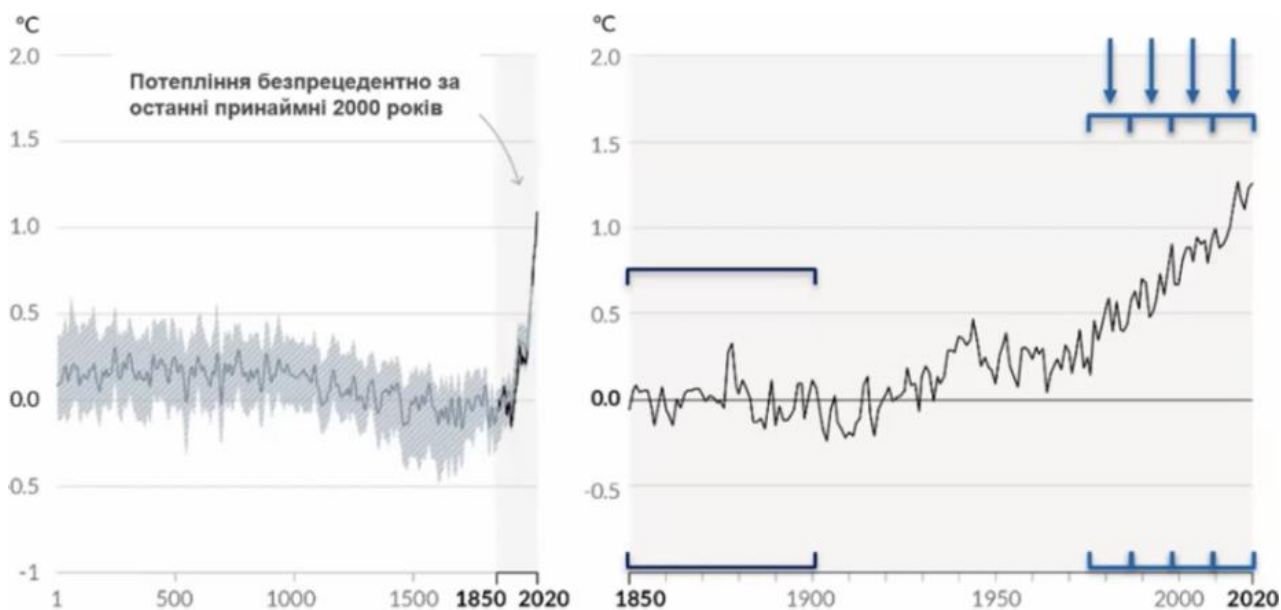 °C
2.0
Потепління безпрецедентно за
останні принаймні 2000 років
1.5
1.0
0.5
0.0
0.5
-1
1 500 1000 1500 1850 2020
°C
2.0
1.5
1.0
0.5
0.0
-0.5
1850 1900 1950 2000 2020